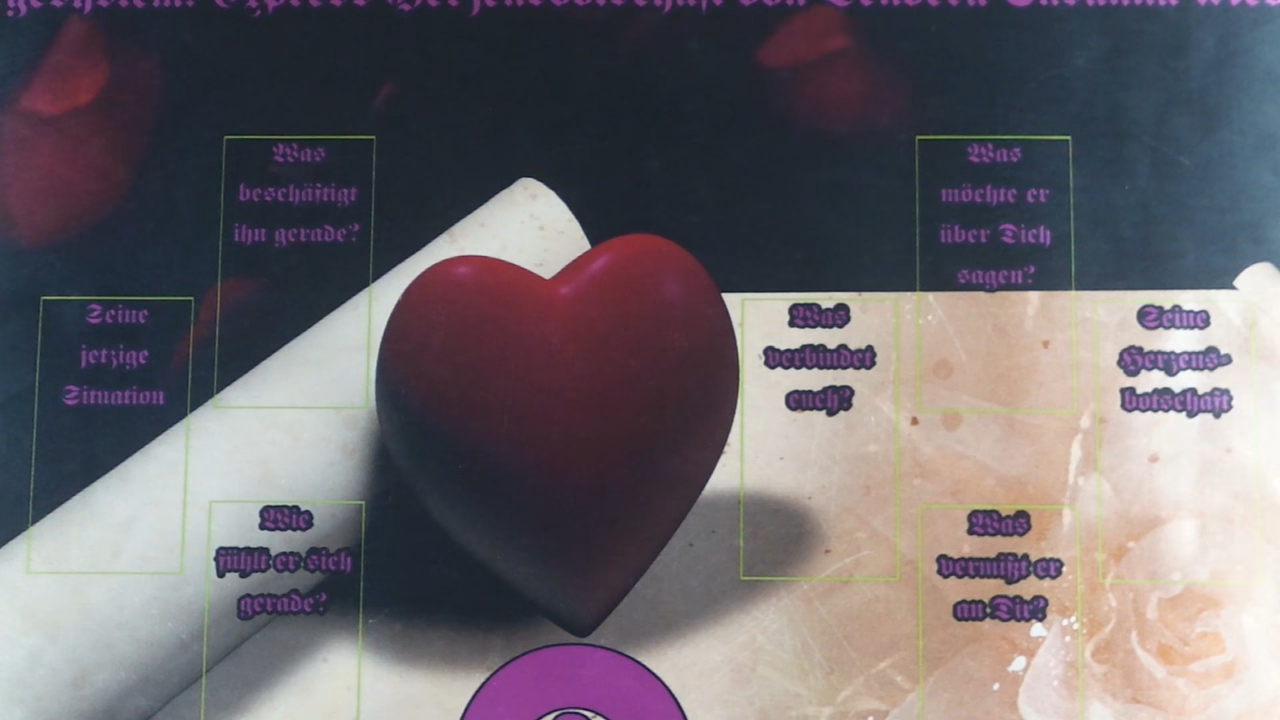 Was
beschäftigt
ihn gerade?
Was
möchte er
über Dich
sagen?
Seine
jetzige
Situation
Was
verbindet
euch?
Seine
Herzens-
botschaft
Wie
fühlt er sich
gerade?
Was
vermißt er
an Dir?